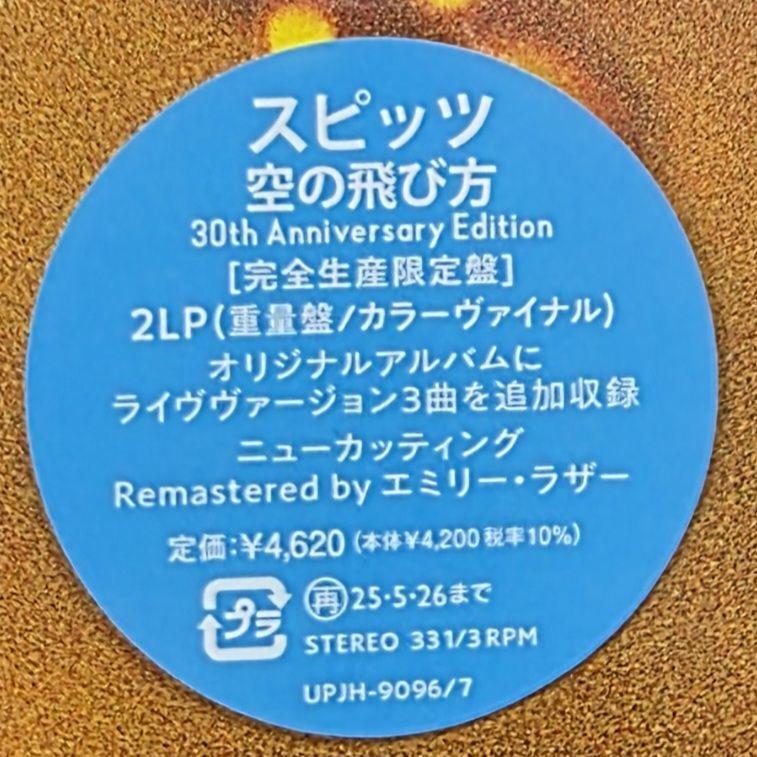 スピッツ
空の飛び方
30th Anniversary Edition
[完全生産限定盤]
2LP(重量盤/カラーヴァイナル)
オリジナルアルバムに
ライヴヴァージョン3曲を追加収録
ニューカッティング
Remastered by エミリー・ラザー
定価:¥4,620 (本体¥4,200 税率10%)
プラ
再 25・5・26まで
STEREO 33 1/3 RPM
UPJH-9096/7